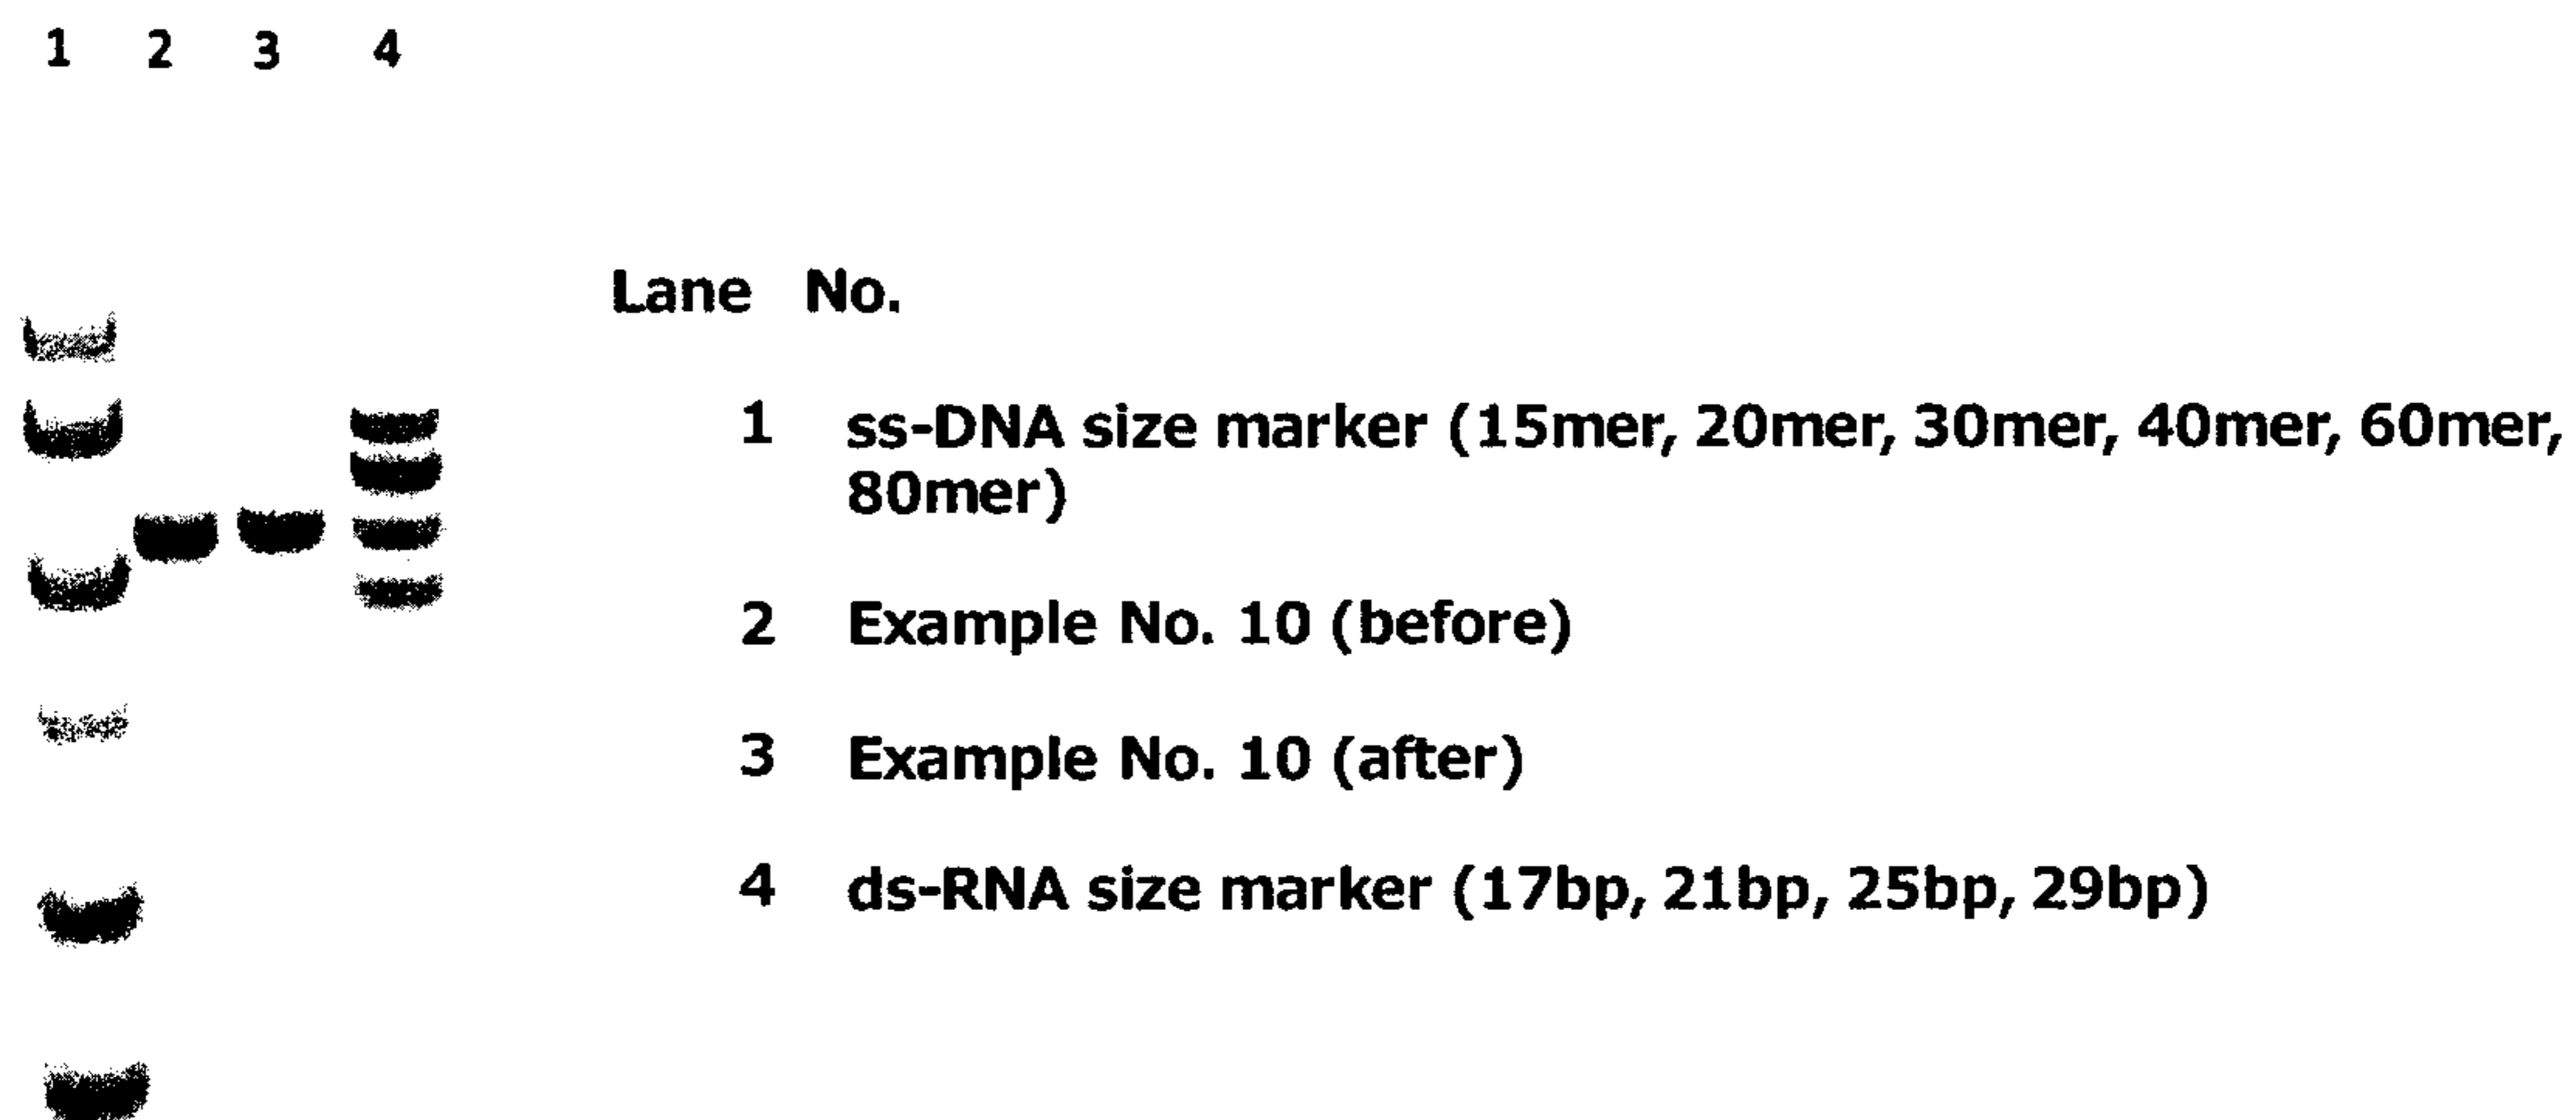 1 2 3 4
Lane No.
1 ss-DNA size marker (15mer, 20mer, 30mer, 40mer, 60mer,
80mer)
2 Example No. 10 (before)
3 Example No. 10 (after)
4 ds-RNA size marker (17bp, 21bp, 25bp, 29bp)